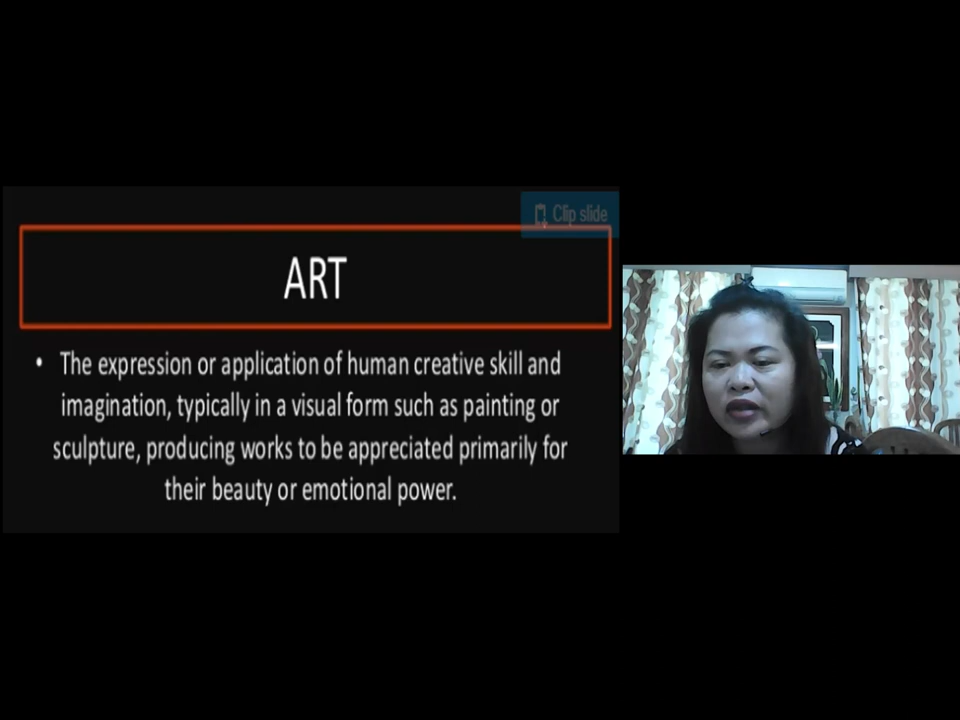 Clip slide
ART
• The expression or application of human creative skill and
imagination, typically in a visual form such as painting or
sculpture, producing works to be appreciated primarily for
their beauty or emotional power.